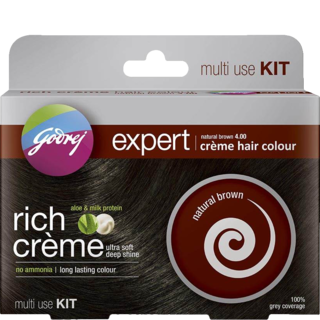 multi use KIT
Godrej
expert
natural brown 4.00
crème hair colour
aloe & milk protein
rich
crème
ultra soft
deep shine
no ammonia | long lasting colour
natural brown
multi use KIT
100%
grey coverage